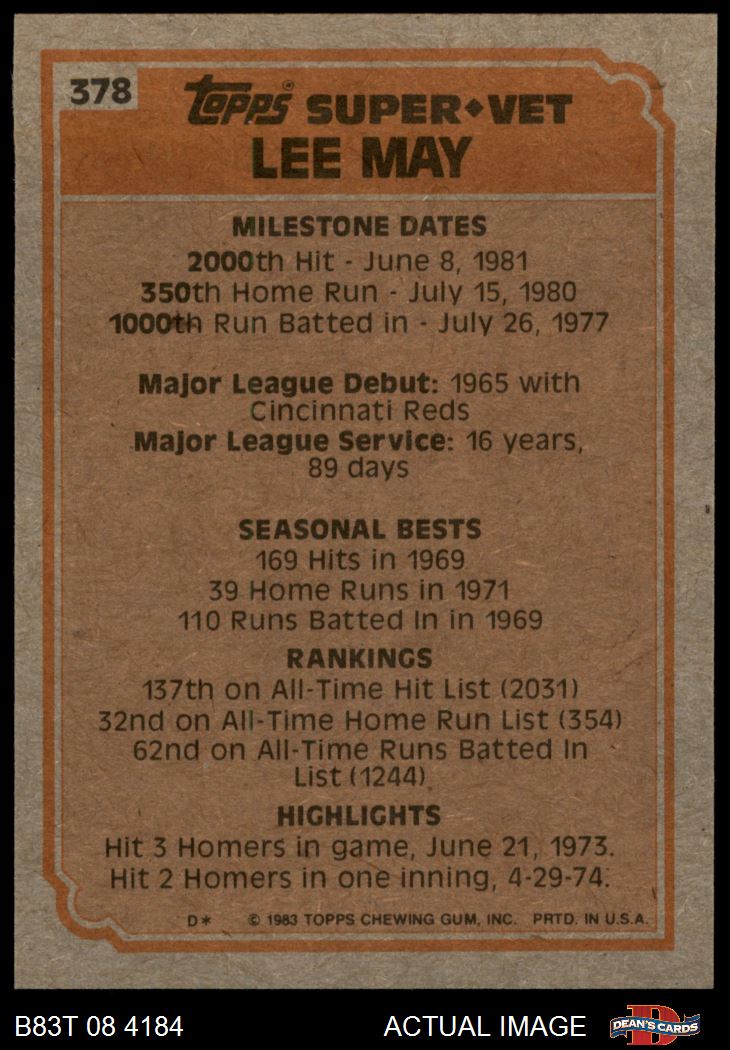 378
Topps® SUPER◆VET
LEE MAY
MILESTONE DATES
2000th Hit - June 8, 1981
350th Home Run - July 15, 1980
1000th Run Batted in - July 26, 1977
Major League Debut: 1965 with
Cincinnati Reds
Major League Service: 16 years,
89 days
SEASONAL BESTS
169 Hits in 1969
39 Home Runs in 1971
110 Runs Batted In in 1969
RANKINGS
137th on All-Time Hit List (2031)
32nd on All-Time Home Run List (354)
62nd on All-Time Runs Batted In
List (1244)
HIGHLIGHTS
Hit 3 Homers in game, June 21, 1973.
Hit 2 Homers in one inning, 4-29-74.
D* © 1983 TOPPS CHEWING GUM, INC. PRTD. IN U.S.A.
B83T 08 4184 ACTUAL IMAGE
D
DEAN'S CARDS